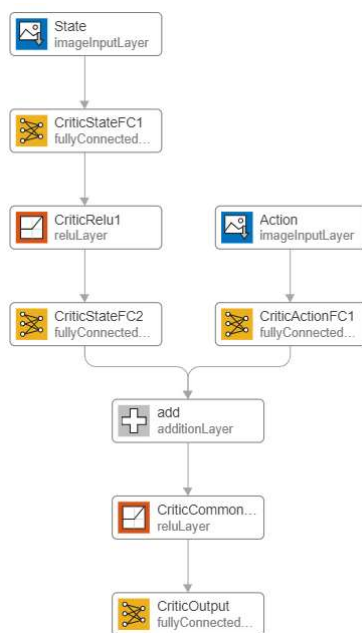 State
imageInputLayer
CriticStateFC1
fullyConnected...
CriticRelu1
reluLayer
Action
imageInputLayer
CriticStateFC2
fullyConnected...
CriticActionFC1
fullyConnected...
add
additionLayer
CriticCommon...
reluLayer
CriticOutput
fullyConnected...